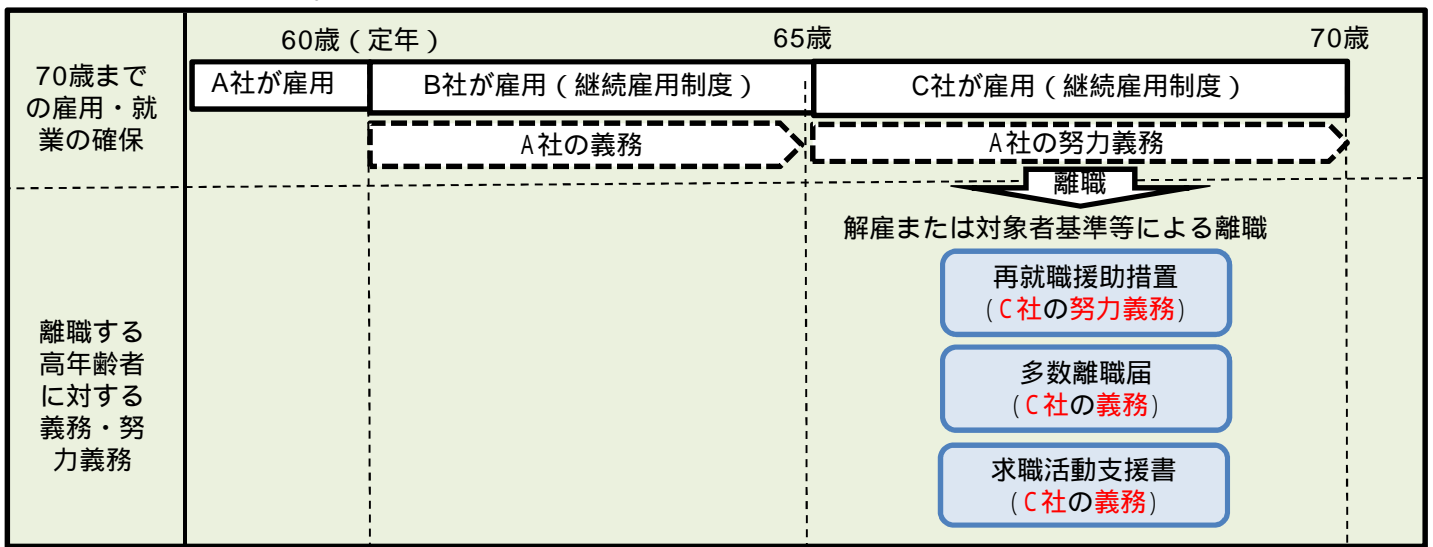 60歳(定年)
65歳
70歳
70歳まで
の雇用・就
業の確保
A社が雇用
B社が雇用(継続雇用制度)
C社が雇用(継続雇用制度)
A社の義務
A社の努力義務
離職
解雇または対象者基準等による離職
離職する
高年齢者
に対する
義務・努
力義務
再就職援助措置
(C社の努力義務)
多数離職届
(C社の義務)
求職活動支援書
(C社の義務)